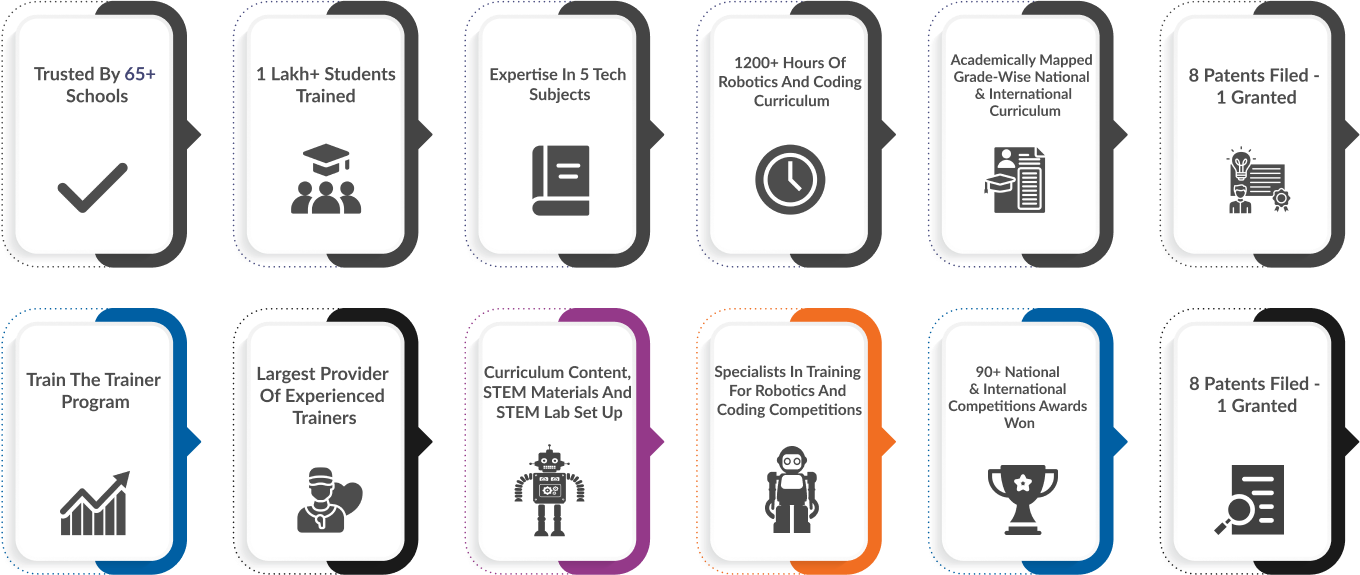 Trusted By 65+
Schools
1 Lakh+ Students
Trained
Expertise In 5 Tech
Subjects
1200+ Hours Of
Robotics And Coding
Curriculum
Academically Mapped
Grade-Wise National
& International
Curriculum
8 Patents Filed -
1 Granted
Train The Trainer
Program
Largest Provider
Of Experienced
Trainers
Curriculum Content,
STEM Materials And
STEM Lab Set Up
Specialists In Training
For Robotics And
Coding Competitions
90+ National
& International
Competitions Awards
Won
8 Patents Filed -
1 Granted